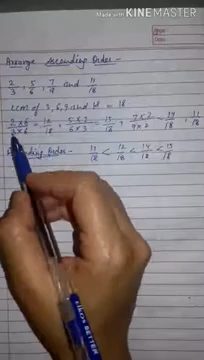 Made With KINEMASTER
Arrange Ascending Order-
2/3, 5/6, 7/9 and 11/18
LCM of 3, 6, 9 and 18 = 18
2×6/3×6 = 12/18, 5×3/6×3 = 15/18, 7×2/9×2 = 14/18, 11/18
Order- 11/18 < 12/18 < 14/18 < 15/18